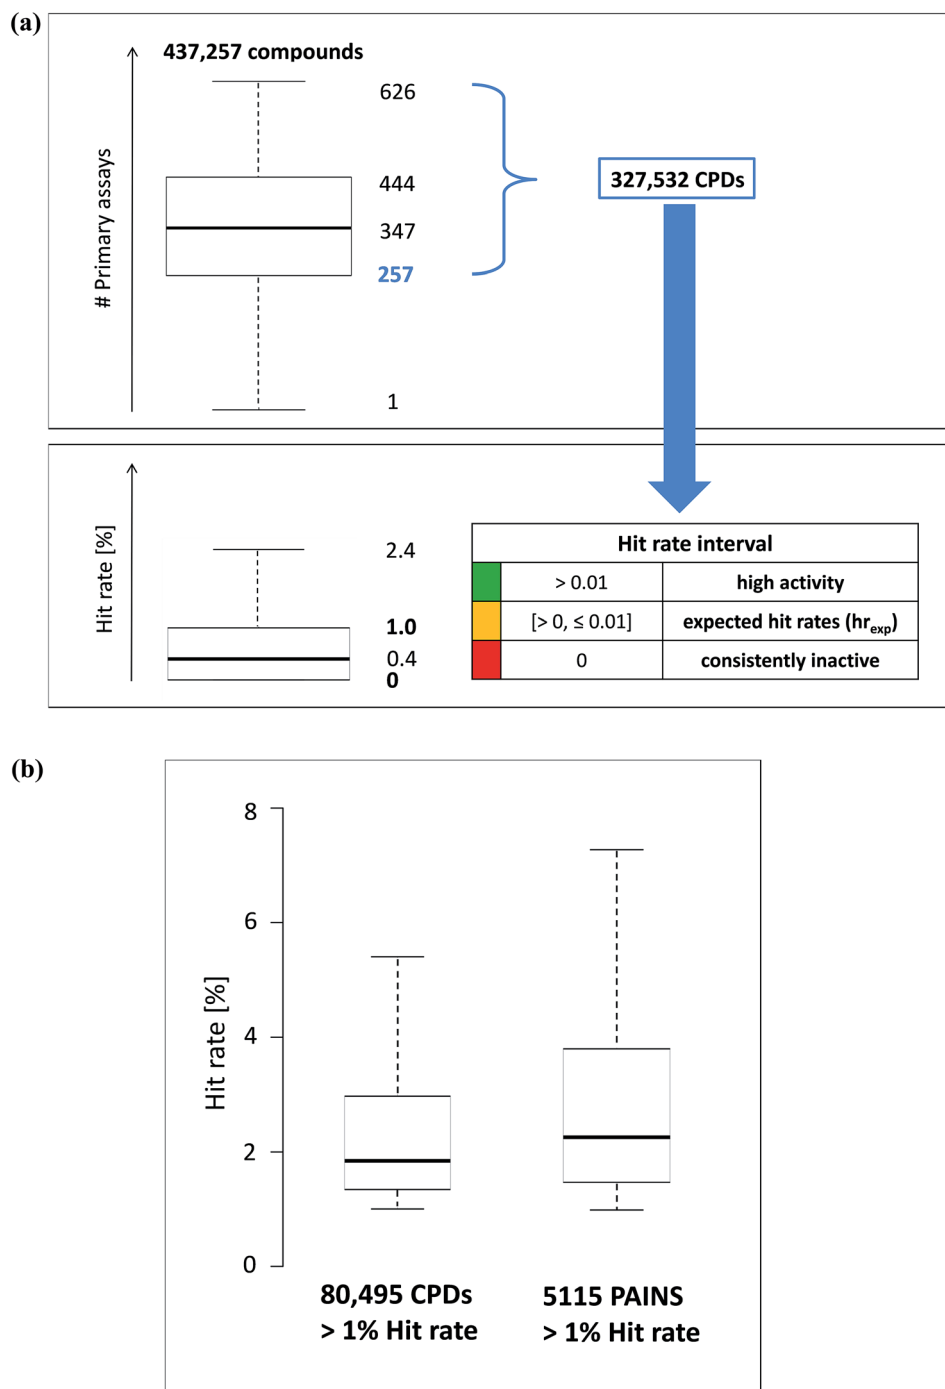 (a)
437,257 compounds
# Primary assays
626
444
347
257
1
327,532 CPDs
Hit rate [%]
2.4
1.0
0.4
0
Hit rate interval
> 0.01 high activity
[> 0, ≤ 0.01] expected hit rates (hrexp)
0 consistently inactive
(b)
Hit rate [%]
8
6
4
2
0
80,495 CPDs
> 1% Hit rate
5115 PAINS
> 1% Hit rate